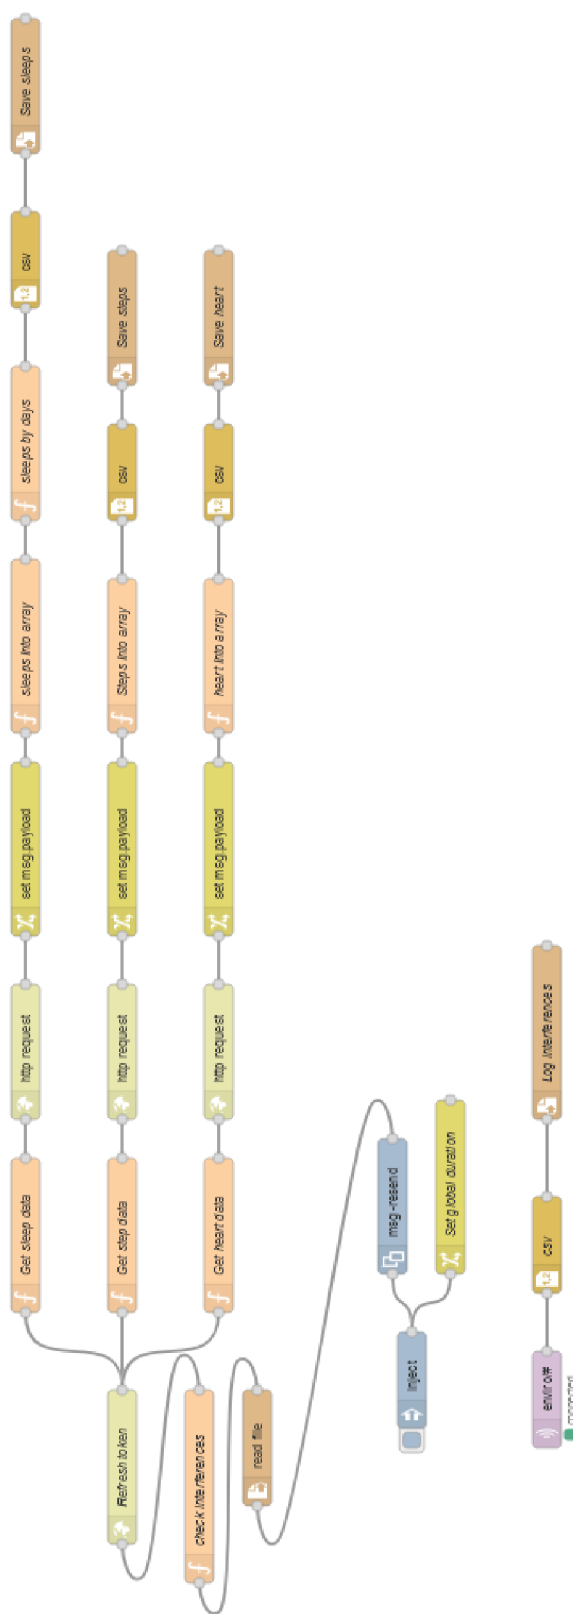 Get sleep data
http request
set msg.payload
sleeps into array
sleeps by days
csv
Save sleeps
Refresh token
Get step data
http request
set msg.payload
Steps into array
csv
Save steps
check interferences
Get heart data
http request
set msg.payload
heart into array
csv
Save heart
read file
msg-resend
inject
Set global duration
enviro/#
csv
Log interferences